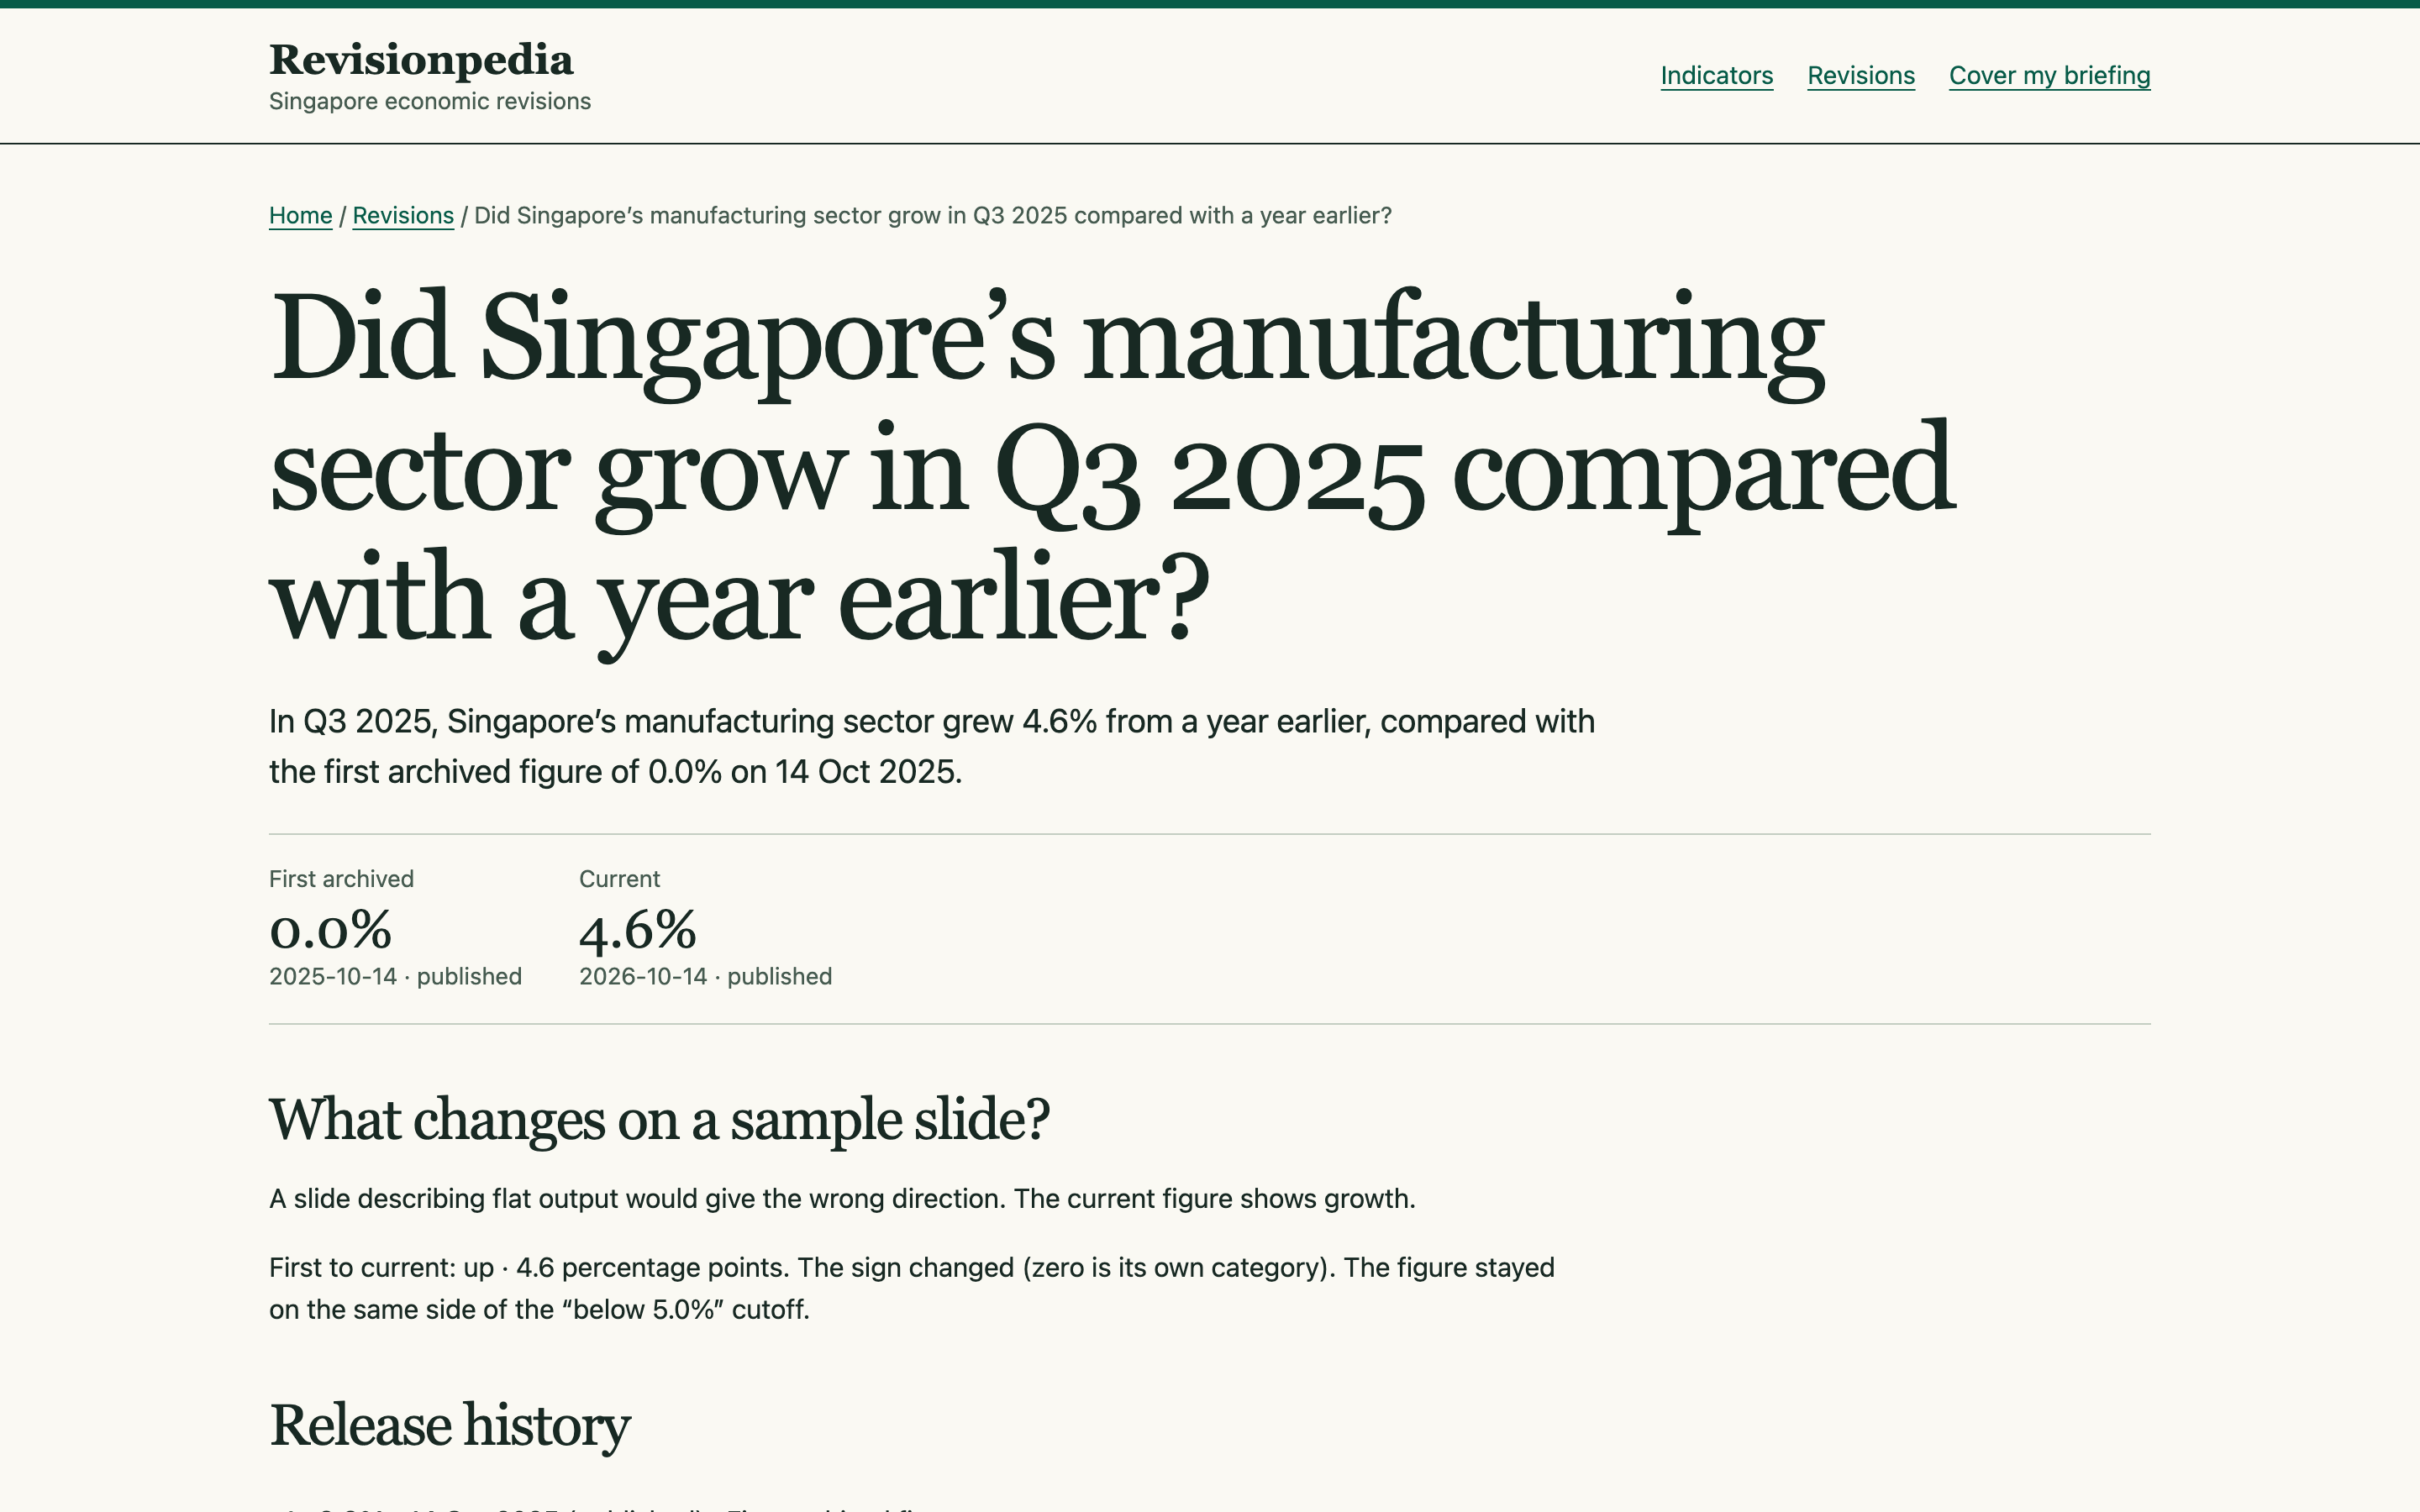 Revisionpedia
Singapore economic revisions
Indicators Revisions Cover my briefing
Home / Revisions / Did Singapore’s manufacturing sector grow in Q3 2025 compared with a year earlier?
Did Singapore’s manufacturing
sector grow in Q3 2025 compared
with a year earlier?
In Q3 2025, Singapore’s manufacturing sector grew 4.6% from a year earlier, compared with
the first archived figure of 0.0% on 14 Oct 2025.
First archived
0.0%
2025-10-14 · published
Current
4.6%
2026-10-14 · published
What changes on a sample slide?
A slide describing flat output would give the wrong direction. The current figure shows growth.
First to current: up · 4.6 percentage points. The sign changed (zero is its own category). The figure stayed
on the same side of the “below 5.0%” cutoff.
Release history